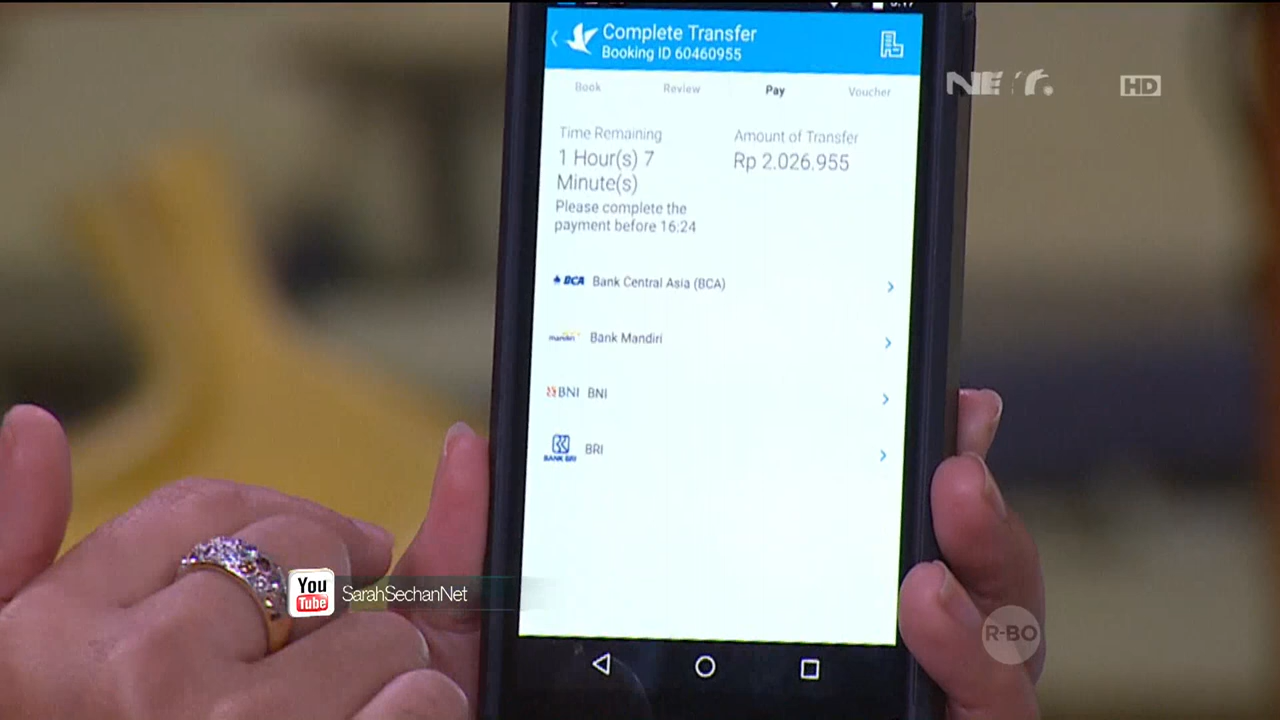 Complete Transfer
Booking ID 60460955
Book Review Pay Voucher
Time Remaining
1 Hour(s) 7
Minute(s)
Please complete the
payment before 16:24
Amount of Transfer
Rp 2.026.955
BCA Bank Central Asia (BCA)
mandiri Bank Mandiri
BNI BNI
BANK BRI BRI
HD
You
Tube
SarahSechanNet
R-BO